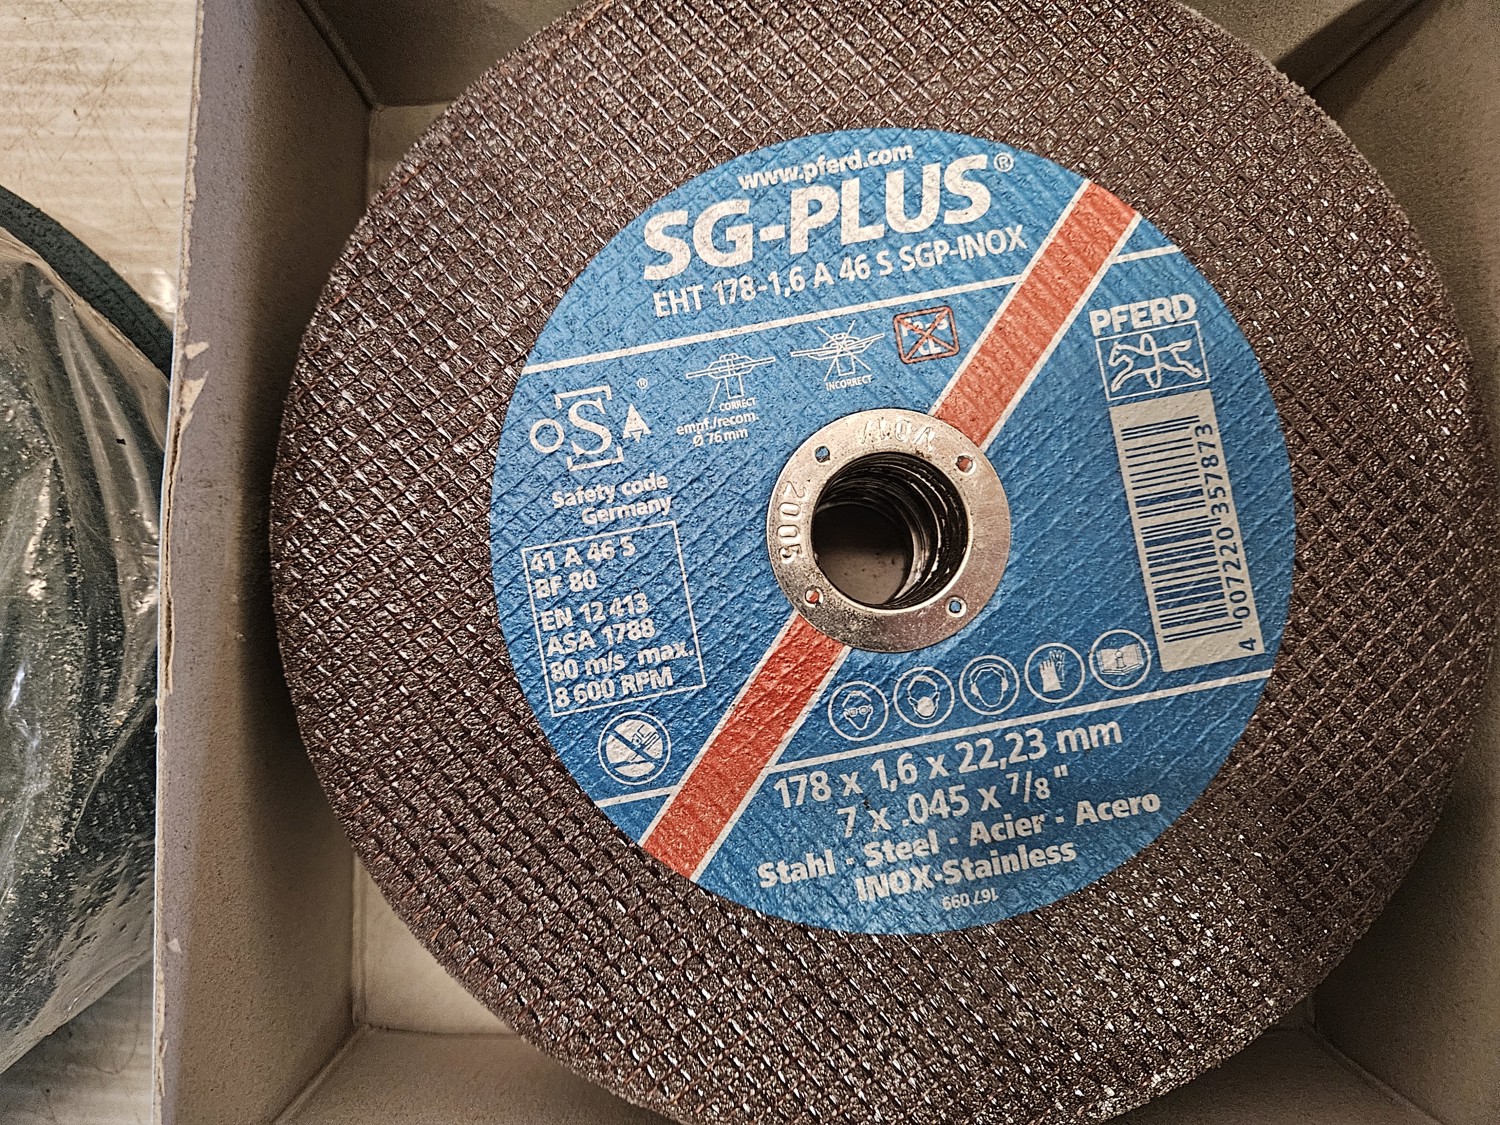 www.pferd.com
SG-PLUS®
EHT 178-1,6 A 46 S SGP-INOX
PFERD
CORRECT
empf./recom.
Ø 76 mm
INCORRECT
oSA ®
Safety code
Germany
41 A 46 S
BF 80
EN 12 413
ASA 1788
80 m/s max.
8 600 RPM
V 01
2005
4 007220 357873
178 x 1,6 x 22,23 mm
7 x .045 x 7/8"
Stahl - Steel - Acier - Acero
INOX-Stainless
167 099